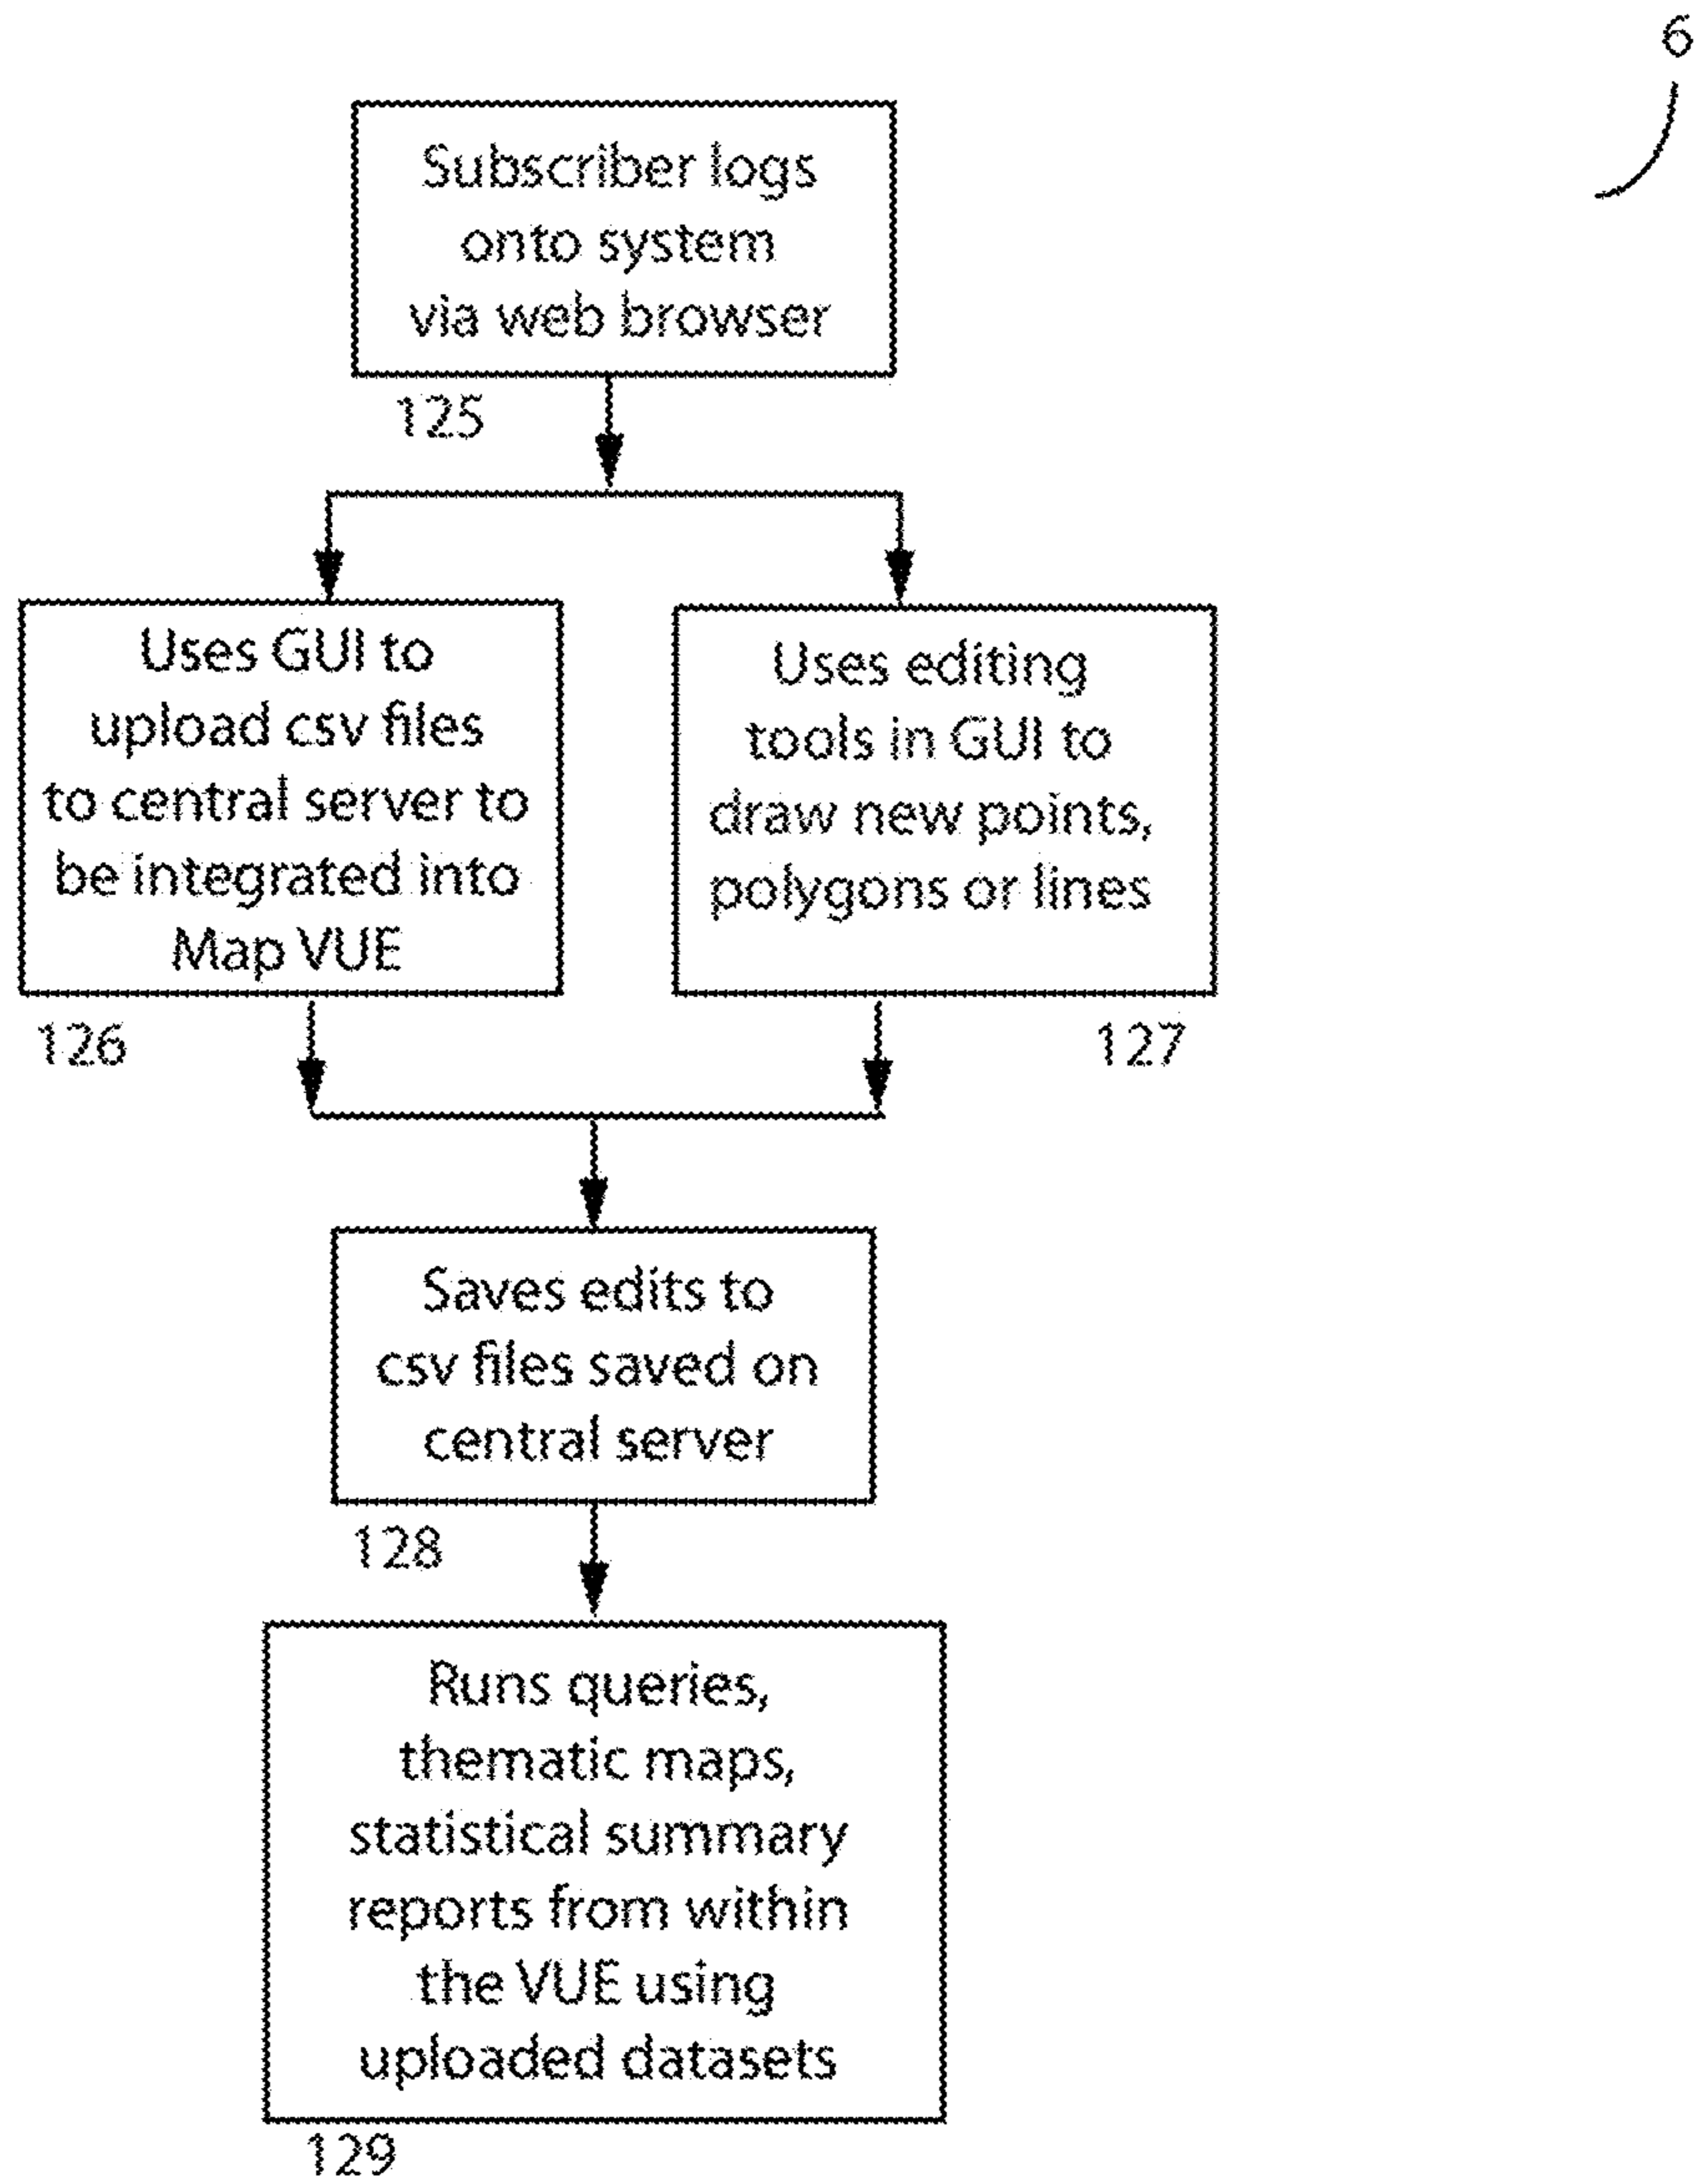 6
Subscriber logs
onto system
via web browser
125
Uses GUI to
upload csv files
to central server to
be integrated into
Map VUE
126
Uses editing
tools in GUI to
draw new points,
polygons or lines
127
Saves edits to
csv files saved on
central server
128
Runs queries,
thematic maps,
statistical summary
reports from within
the VUE using
uploaded datasets
129